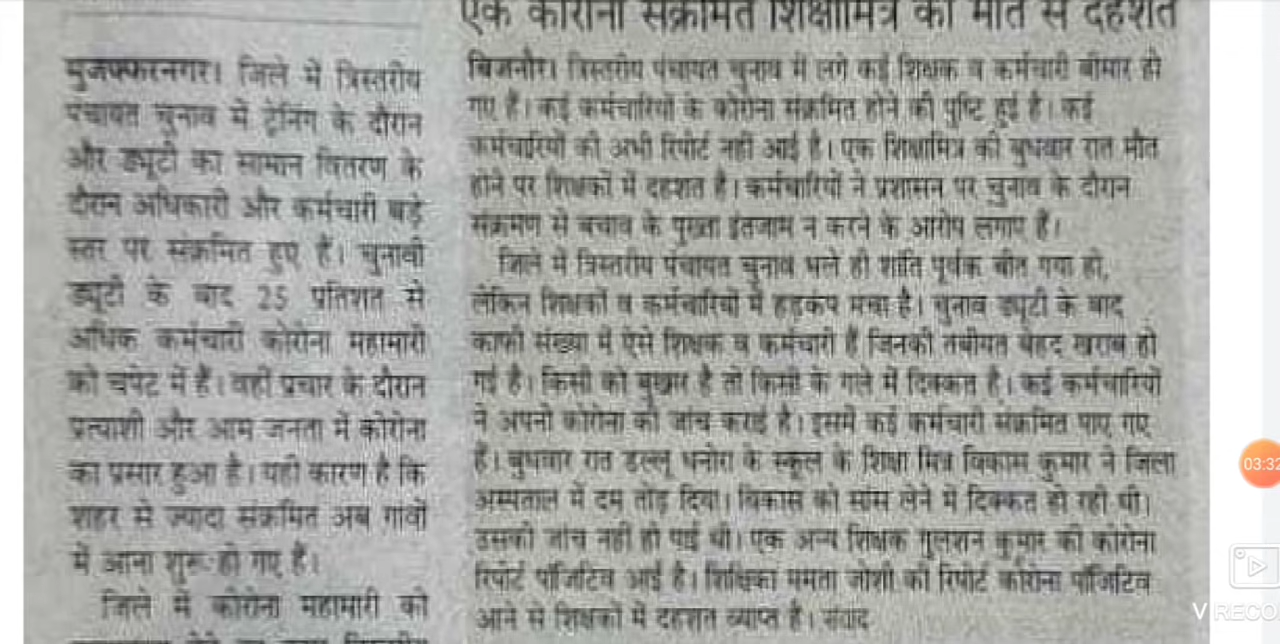 एक कोरोना संक्रमित शिक्षामित्र की मौत से दहशत
मुजफ्फरनगर। जिले में त्रिस्तरीय
पंचायत चुनाव में ट्रेनिंग के दौरान
और ड्यूटी का सामान वितरण के
दौरान अधिकारी और कर्मचारी बड़े
स्तर पर संक्रमित हुए हैं। चुनावी
ड्यूटी के बाद 25 प्रतिशत से
अधिक कर्मचारी कोरोना महामारी
की चपेट में हैं। वहीं प्रचार के दौरान
प्रत्याशी और आम जनता में कोरोना
का प्रसार हुआ है। यही कारण है कि
शहर से ज्यादा संक्रमित अब गांवों
में आना शुरू हो गए हैं।
जिले में कोरोना महामारी को
बिजनौर। त्रिस्तरीय पंचायत चुनाव में लगे कई शिक्षक व कर्मचारी बीमार हो
गए हैं। कई कर्मचारियों के कोरोना संक्रमित होने की पुष्टि हुई है। कई
कर्मचारियों की अभी रिपोर्ट नहीं आई है। एक शिक्षामित्र की बुधवार रात मौत
होने पर शिक्षकों में दहशत है। कर्मचारियों ने प्रशासन पर चुनाव के दौरान
संक्रमण से बचाव के पुख्ता इंतजाम न करने के आरोप लगाए हैं।
जिले में त्रिस्तरीय पंचायत चुनाव भले ही शांति पूर्वक बीत गया हो,
लेकिन शिक्षकों व कर्मचारियों में हड़कंप मचा है। चुनाव ड्यूटी के बाद
काफी संख्या में ऐसे शिक्षक व कर्मचारी हैं जिनकी तबीयत बेहद खराब हो
गई है। किसी को बुखार है तो किसी के गले में दिक्कत है। कई कर्मचारियों
ने अपनी कोरोना की जांच कराई है। इसमें कई कर्मचारी संक्रमित पाए गए
हैं। बुधवार रात डल्लू धनोरा के स्कूल के शिक्षा मित्र विकास कुमार ने जिला
अस्पताल में दम तोड़ दिया। विकास को सांस लेने में दिक्कत हो रही थी।
उसकी जांच नहीं हो पाई थी। एक अन्य शिक्षक गुलशन कुमार की कोरोना
रिपोर्ट पॉजिटिव आई है। शिक्षिका ममता जोशी की रिपोर्ट कोरोना पॉजिटिव
आने से शिक्षकों में दहशत व्याप्त है। संवाद
03:32
V RECO